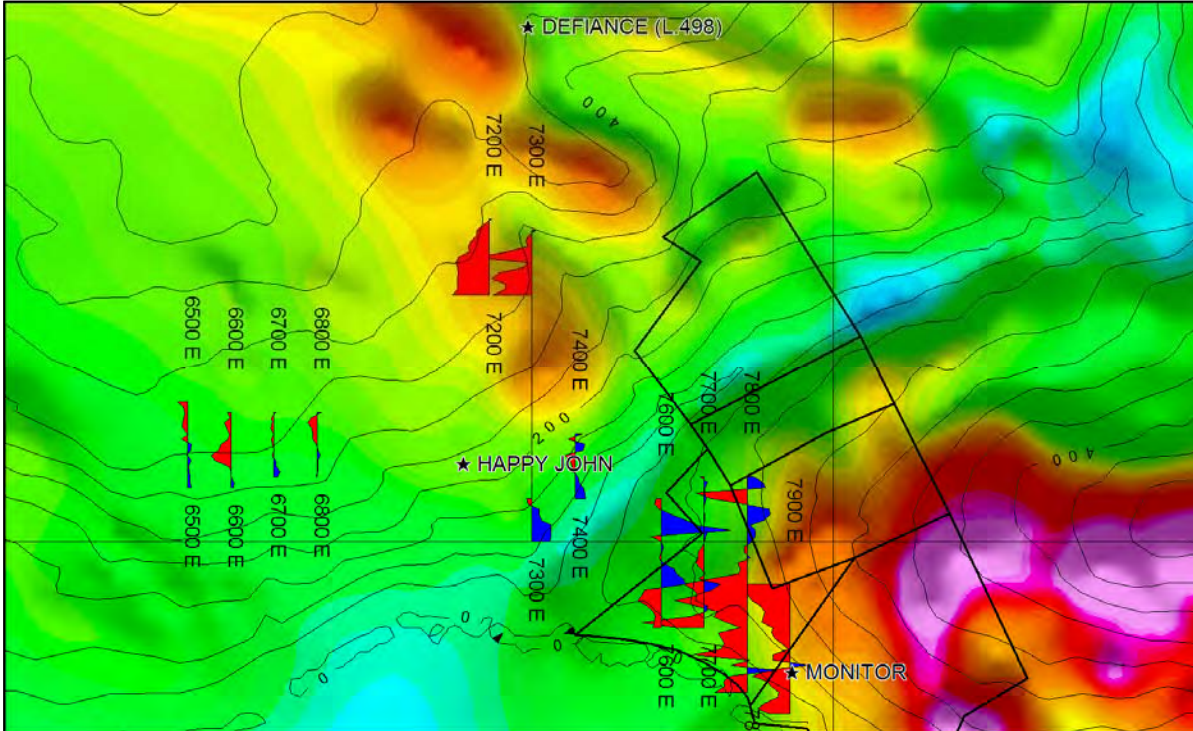 DEFIANCE (L.498)
400
7200 E
7300 E
7200 E
7400 E
6500 E
6600 E
6700 E
6800 E
7600 E
7700 E
7800 E
200
HAPPY JOHN
400
7900 E
6500 E
6600 E
6700 E
6800 E
7400 E
7300 E
0
0
0
7600 E
7700 E
78
MONITOR